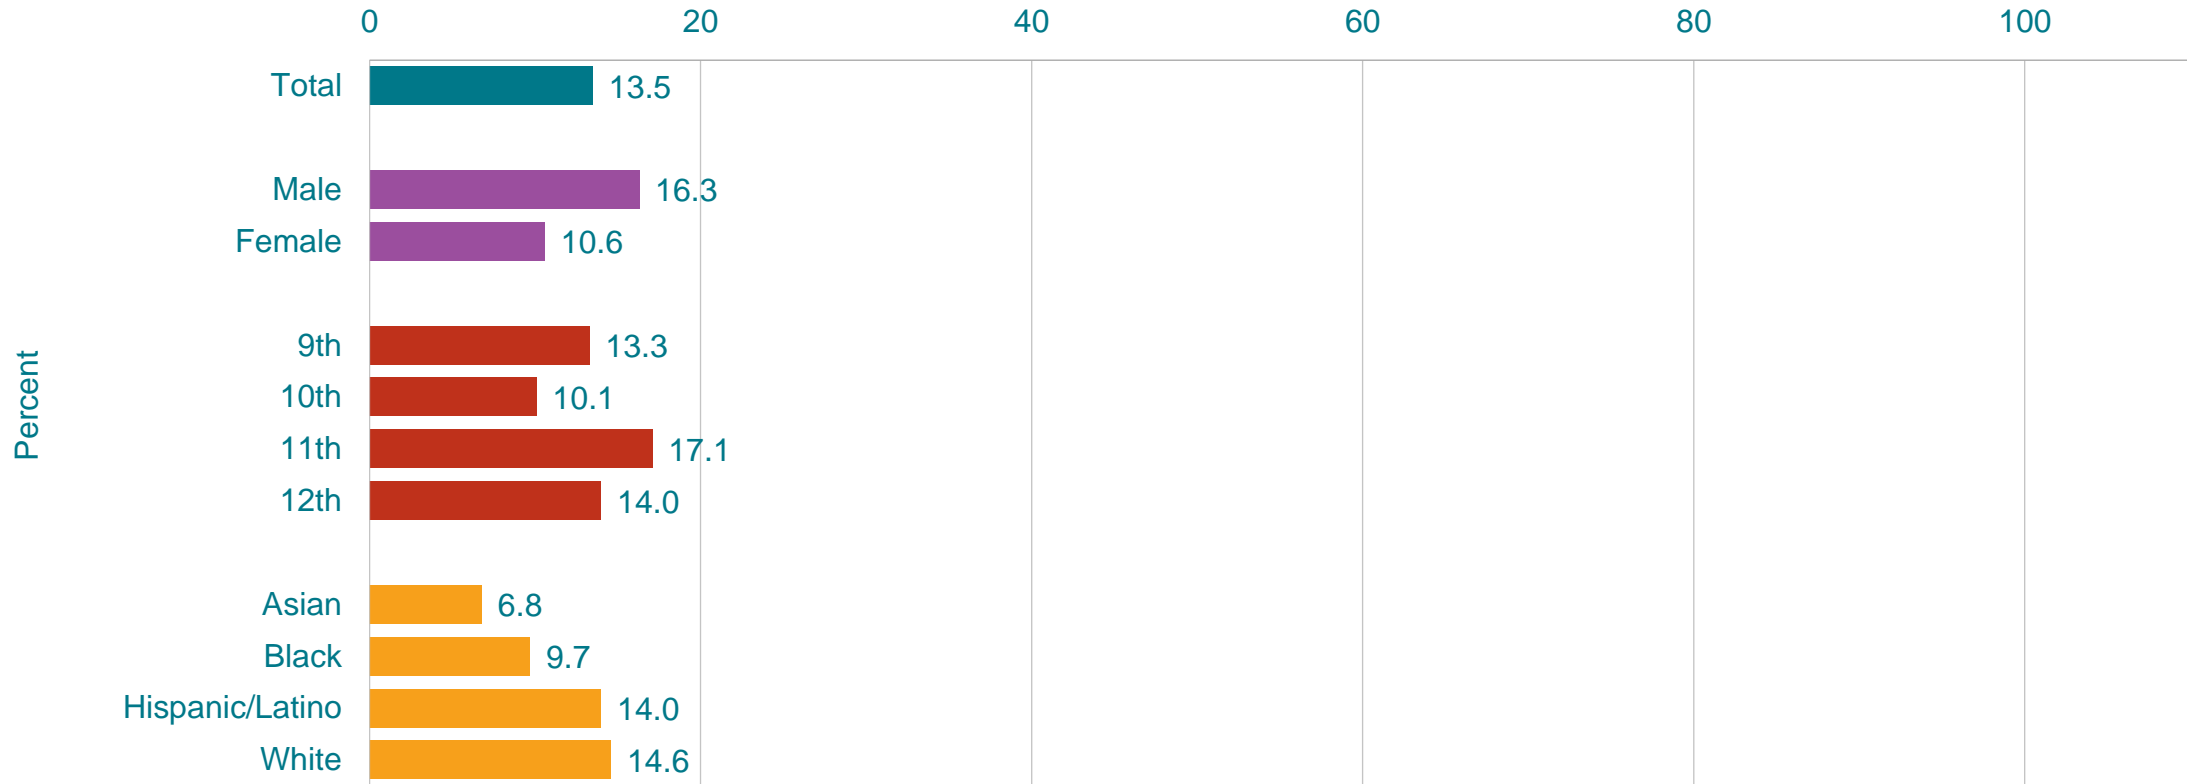 0 20 40 60 80 100
Total 13.5
Male 16.3
Female 10.6
9th 13.3
10th 10.1
11th 17.1
12th 14.0
Asian 6.8
Black 9.7
Hispanic/Latino 14.0
White 14.6
Percent